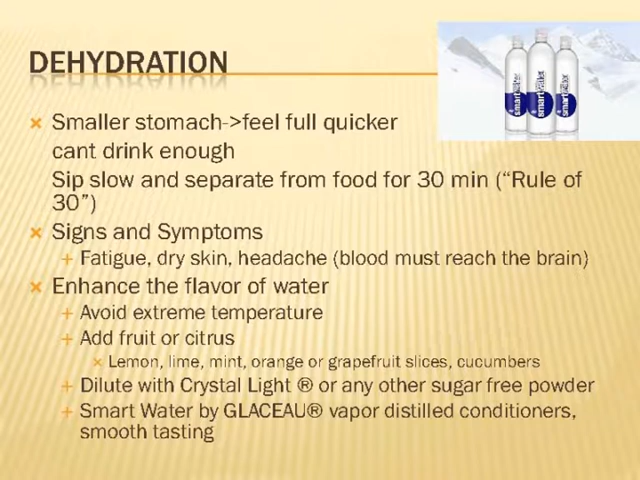 DEHYDRATION
smartwater
smartwater
smartwater
Smaller stomach->feel full quicker
cant drink enough
Sip slow and separate from food for 30 min (“Rule of
30”)
Signs and Symptoms
Fatigue, dry skin, headache (blood must reach the brain)
Enhance the flavor of water
Avoid extreme temperature
Add fruit or citrus
Lemon, lime, mint, orange or grapefruit slices, cucumbers
Dilute with Crystal Light ® or any other sugar free powder
Smart Water by GLACEAU® vapor distilled conditioners,
smooth tasting